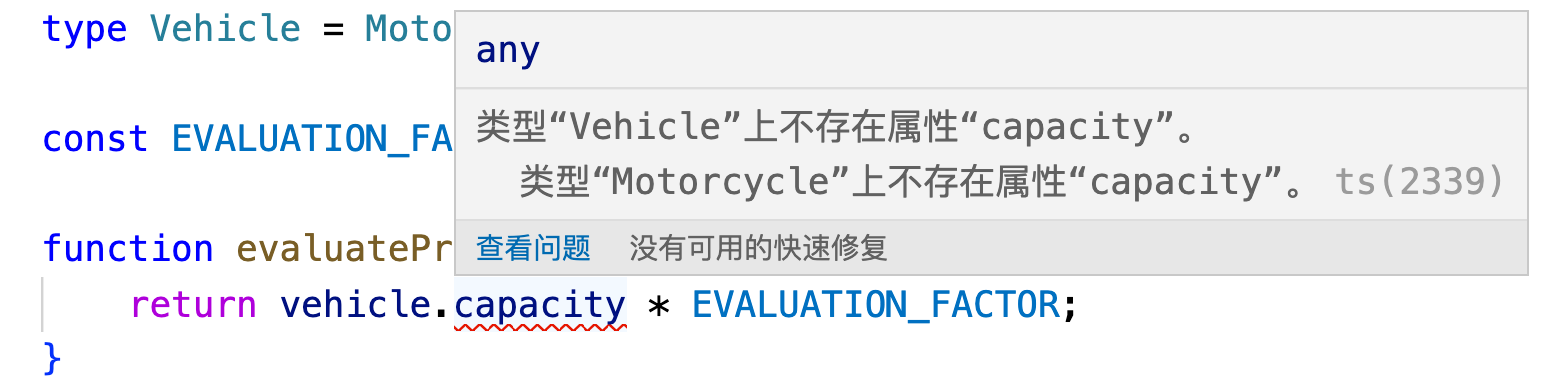 type Vehicle = Moto
any
类型“Vehicle”上不存在属性“capacity”。
const EVALUATION_FA
类型“Motorcycle”上不存在属性“capacity”。 ts(2339)
function evaluatePr
查看问题 没有可用的快速修复
return vehicle.capacity * EVALUATION_FACTOR;
}